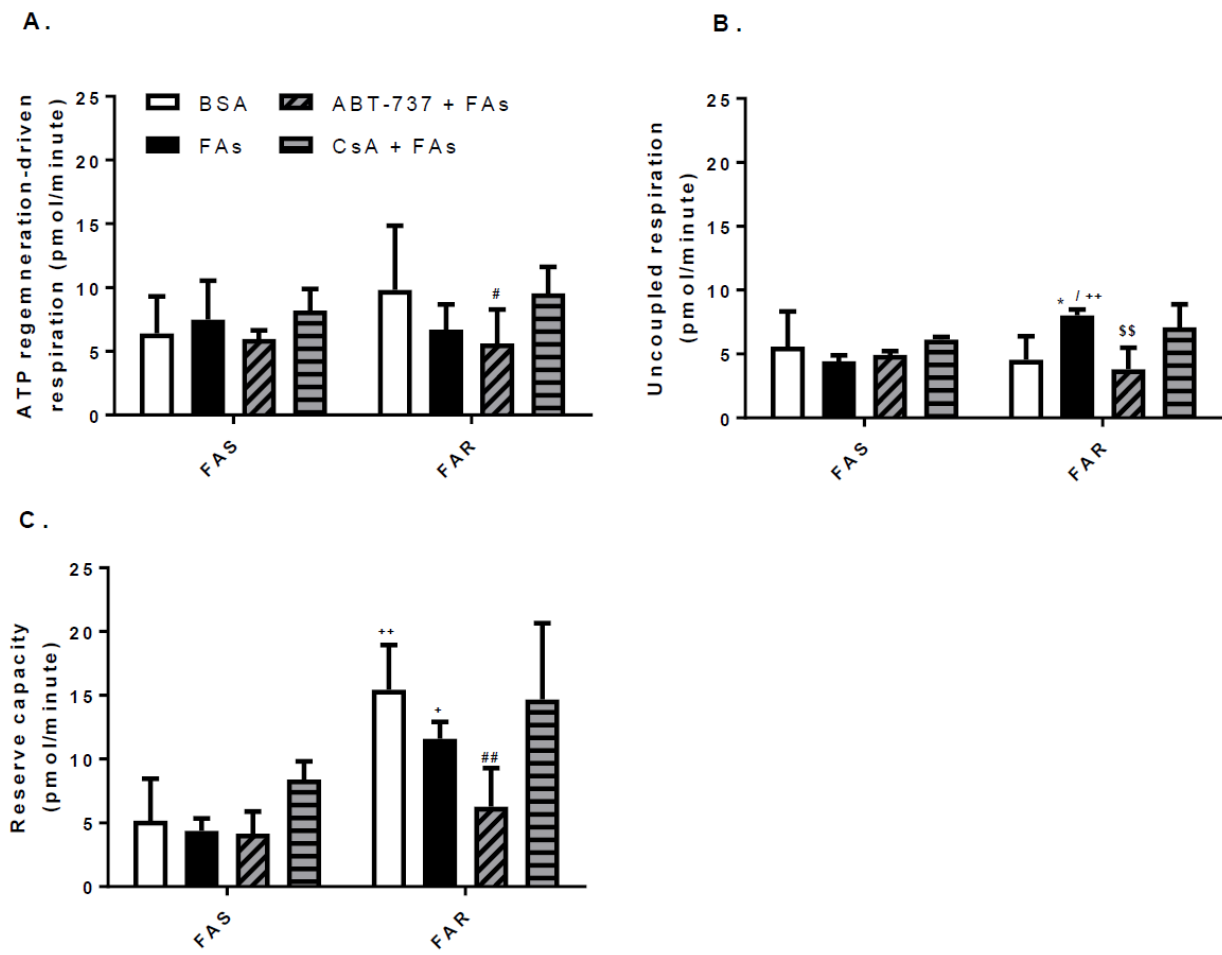 A.
BSA
ABT-737 + FAs
FAs
CsA + FAs
ATP regemneration-driven
respiration (pmol/minute)
25
20
15
10
5
0
#
FAS
FAR
B.
Uncoupled respiration
(pmol/minute)
25
20
15
10
5
0
* / ++
$$
FAS
FAR
C.
Reserve capacity
(pmol/minute)
25
20
15
10
5
0
++
+
##
FAS
FAR